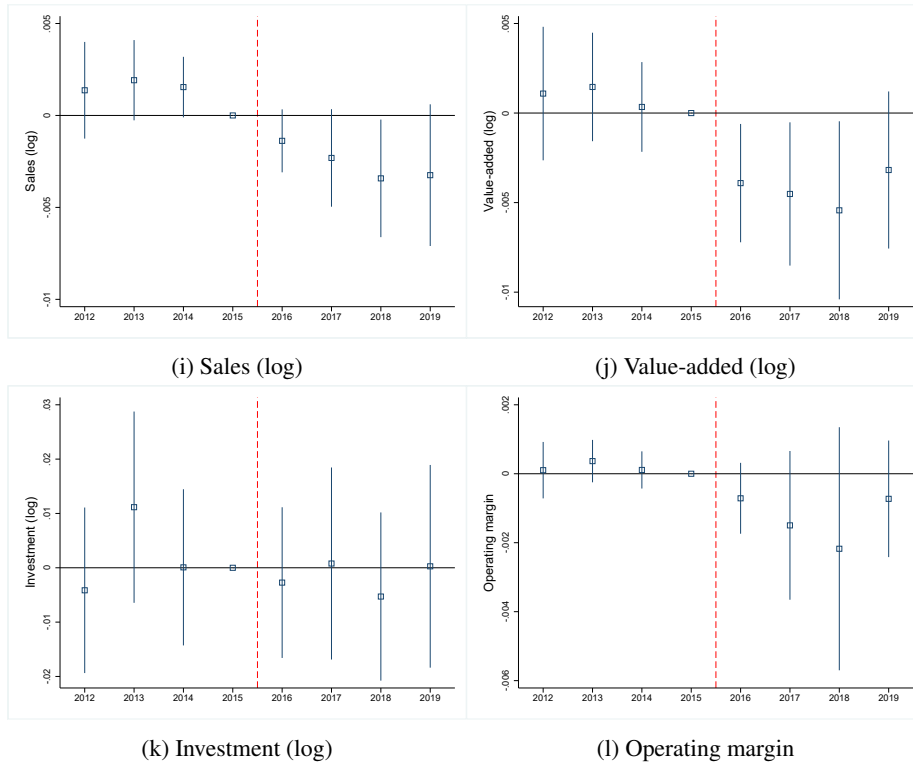 .005
0
-.005
-.01
Sales (log)
2012 2013 2014 2015 2016 2017 2018 2019
(i) Sales (log)
.005
0
-.005
-.01
Value-added (log)
2012 2013 2014 2015 2016 2017 2018 2019
(j) Value-added (log)
.03
.02
.01
0
-.01
-.02
Investment (log)
2012 2013 2014 2015 2016 2017 2018 2019
(k) Investment (log)
.002
0
-.002
-.004
-.006
Operating margin
2012 2013 2014 2015 2016 2017 2018 2019
(l) Operating margin